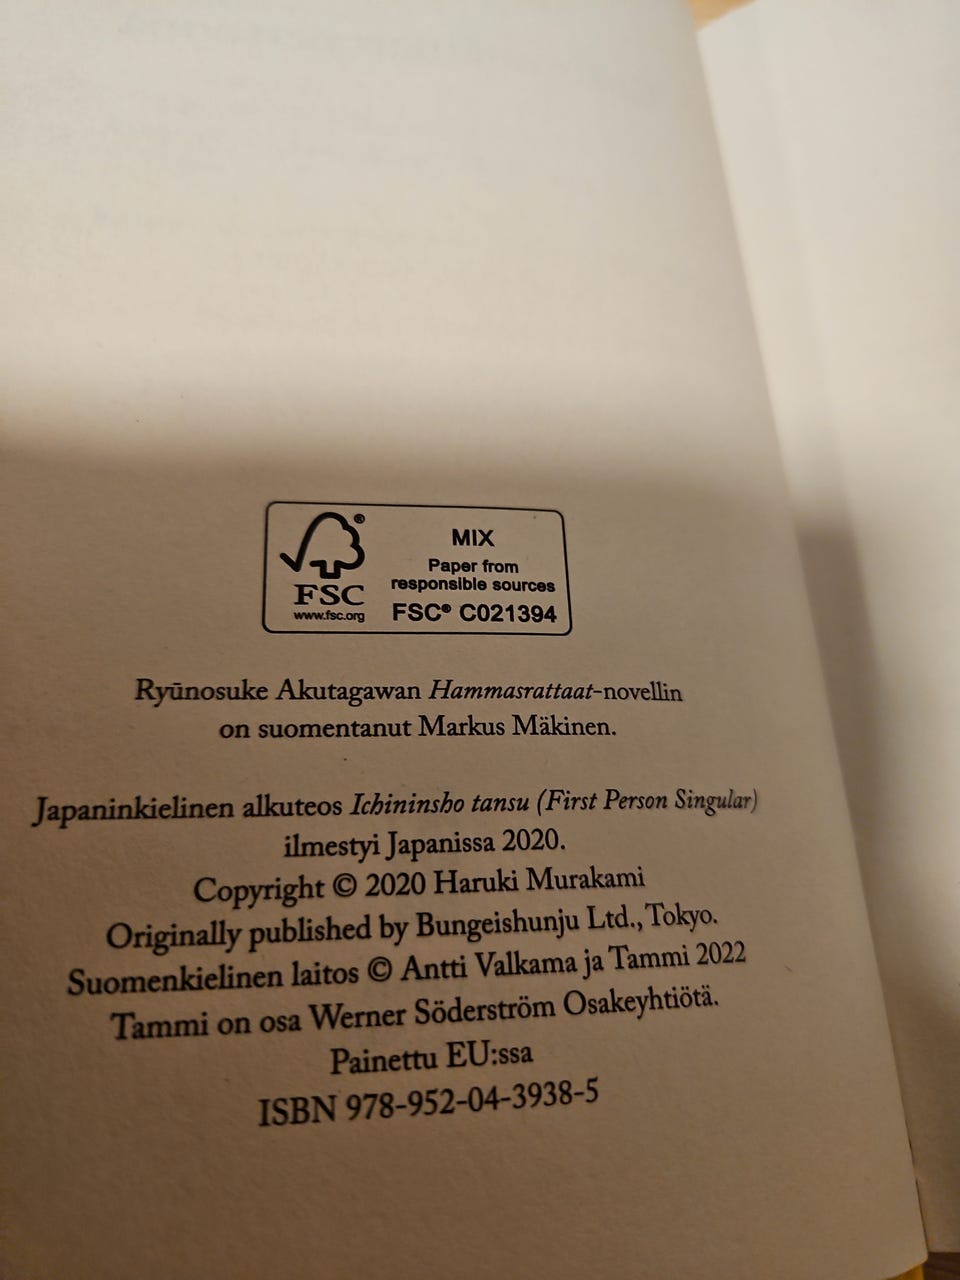 MIX
Paper from
responsible sources
FSC® C021394
®
FSC
www.fsc.org
Ryūnosuke Akutagawan Hammasrattaat-novellin
on suomentanut Markus Mäkinen.
Japaninkielinen alkuteos Ichininsho tansu (First Person Singular)
ilmestyi Japanissa 2020.
Copyright © 2020 Haruki Murakami
Originally published by Bungeishunju Ltd., Tokyo.
Suomenkielinen laitos © Antti Valkama ja Tammi 2022
Tammi on osa Werner Söderström Osakeyhtiötä.
Painettu EU:ssa
ISBN 978-952-04-3938-5